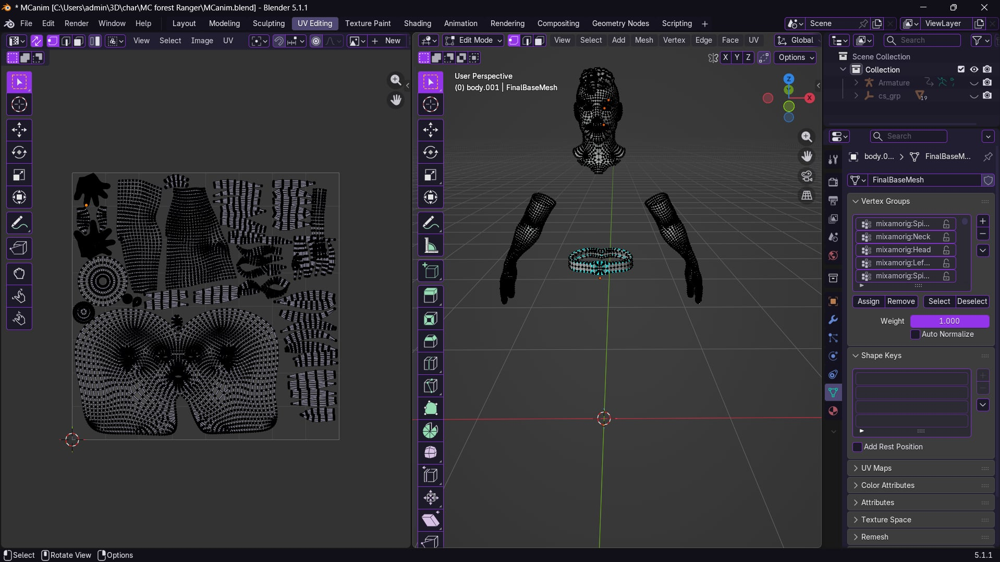 * MCanim [C:\Users\admin\3D\char\MC forest Ranger\MCanim.blend] - Blender 5.1.1
File Edit Render Window Help Layout Modeling Sculpting UV Editing Texture Paint Shading Animation Rendering Compositing Geometry Nodes Scripting + Scene ViewLayer
View Select Image UV New
Edit Mode View Select Add Mesh Vertex Edge Face UV Global
Search
X Y Z Options
Scene Collection
Collection
Armature
cs_grp 19
User Perspective
(0) body.001 | FinalBaseMesh
Z
Y
X
Search
body.0... FinalBaseM...
FinalBaseMesh
Vertex Groups
mixamorig:Spi...
mixamorig:Neck
mixamorig:Head
mixamorig:Lef...
mixamorig:Spi...
Assign Remove Select Deselect
Weight 1.000
Auto Normalize
Shape Keys
Add Rest Position
UV Maps
Color Attributes
Attributes
Texture Space
Remesh
Select Rotate View Options 5.1.1